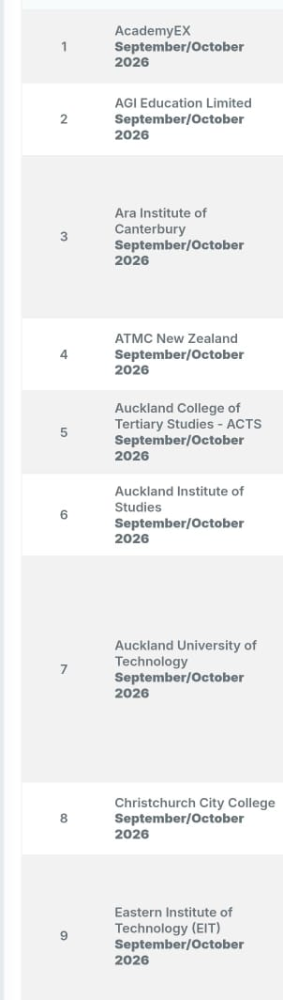 1
AcademyEX
September/October
2026
2
AGI Education Limited
September/October
2026
3
Ara Institute of
Canterbury
September/October
2026
4
ATMC New Zealand
September/October
2026
5
Auckland College of
Tertiary Studies - ACTS
September/October
2026
6
Auckland Institute of
Studies
September/October
2026
7
Auckland University of
Technology
September/October
2026
8
Christchurch City College
September/October
2026
9
Eastern Institute of
Technology (EIT)
September/October
2026